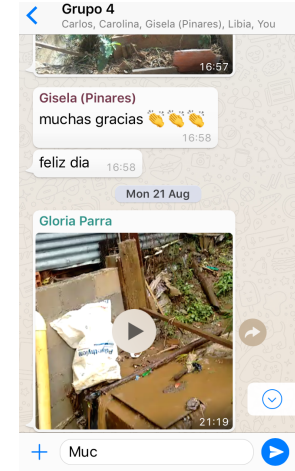 Grupo 4
Carlos, Carolina, Gisela (Pinares), Libia, You
16:57
Gisela (Pinares)
muchas gracias 👏👏👏
16:58
feliz dia 16:58
Mon 21 Aug
Gloria Parra
21:19
Muc